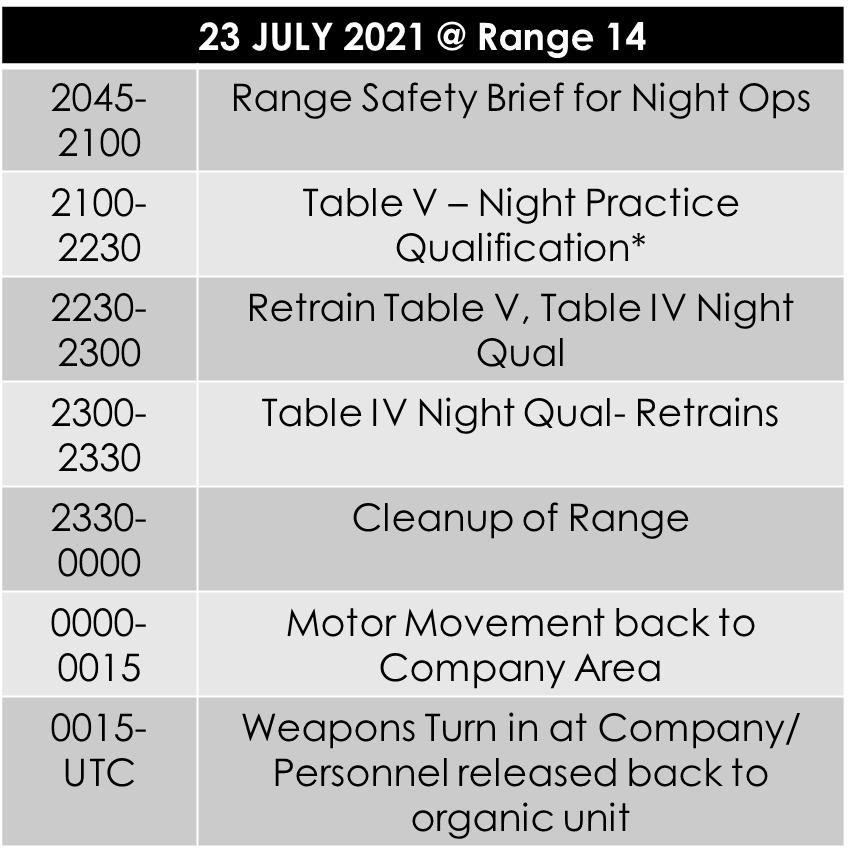 23 JULY 2021 @ Range 14
2045-
2100
Range Safety Brief for Night Ops
2100-
2230
Table V – Night Practice
Qualification*
2230-
2300
Retrain Table V, Table IV Night
Qual
2300-
2330
Table IV Night Qual- Retrains
2330-
0000
Cleanup of Range
0000-
0015
Motor Movement back to
Company Area
0015-
UTC
Weapons Turn in at Company/
Personnel released back to
organic unit